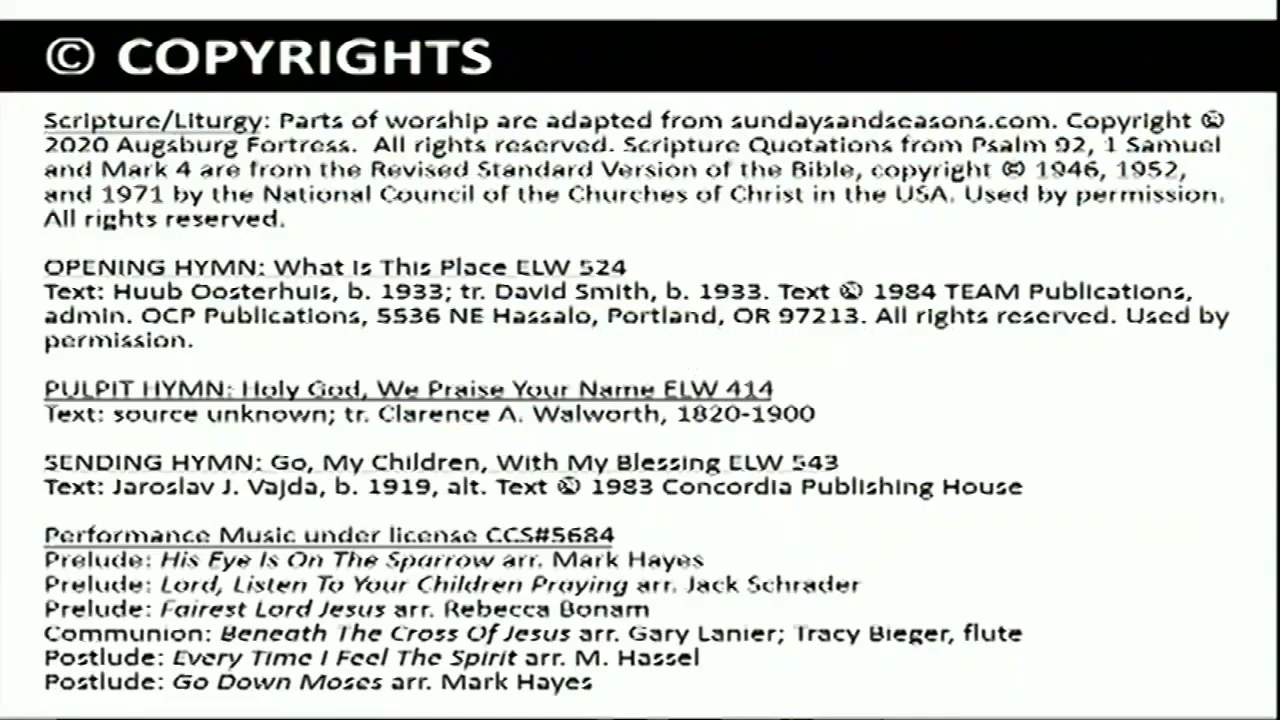 © COPYRIGHTS
Scripture/Liturgy: Parts of worship are adapted from sundaysandseasons.com. Copyright ©
2020 Augsburg Fortress. All rights reserved. Scripture Quotations from Psalm 92, 1 Samuel
and Mark 4 are from the Revised Standard Version of the Bible, copyright © 1946, 1952,
and 1971 by the National Council of the Churches of Christ in the USA. Used by permission.
All rights reserved.
OPENING HYMN: What Is This Place ELW 524
Text: Huub Oosterhuis, b. 1933; tr. David Smith, b. 1933. Text © 1984 TEAM Publications,
admin. OCP Publications, 5536 NE Hassalo, Portland, OR 97213. All rights reserved. Used by
permission.
PULPIT HYMN: Holy God, We Praise Your Name ELW 414
Text: source unknown; tr. Clarence A. Walworth, 1820-1900
SENDING HYMN: Go, My Children, With My Blessing ELW 543
Text: Jaroslav J. Vajda, b. 1919, alt. Text © 1983 Concordia Publishing House
Performance Music under license CCS#5684
Prelude: His Eye Is On The Sparrow arr. Mark Hayes
Prelude: Lord, Listen To Your Children Praying arr. Jack Schrader
Prelude: Fairest Lord Jesus arr. Rebecca Bonam
Communion: Beneath The Cross Of Jesus arr. Gary Lanier; Tracy Bieger, flute
Postlude: Every Time I Feel The Spirit arr. M. Hassel
Postlude: Go Down Moses arr. Mark Hayes